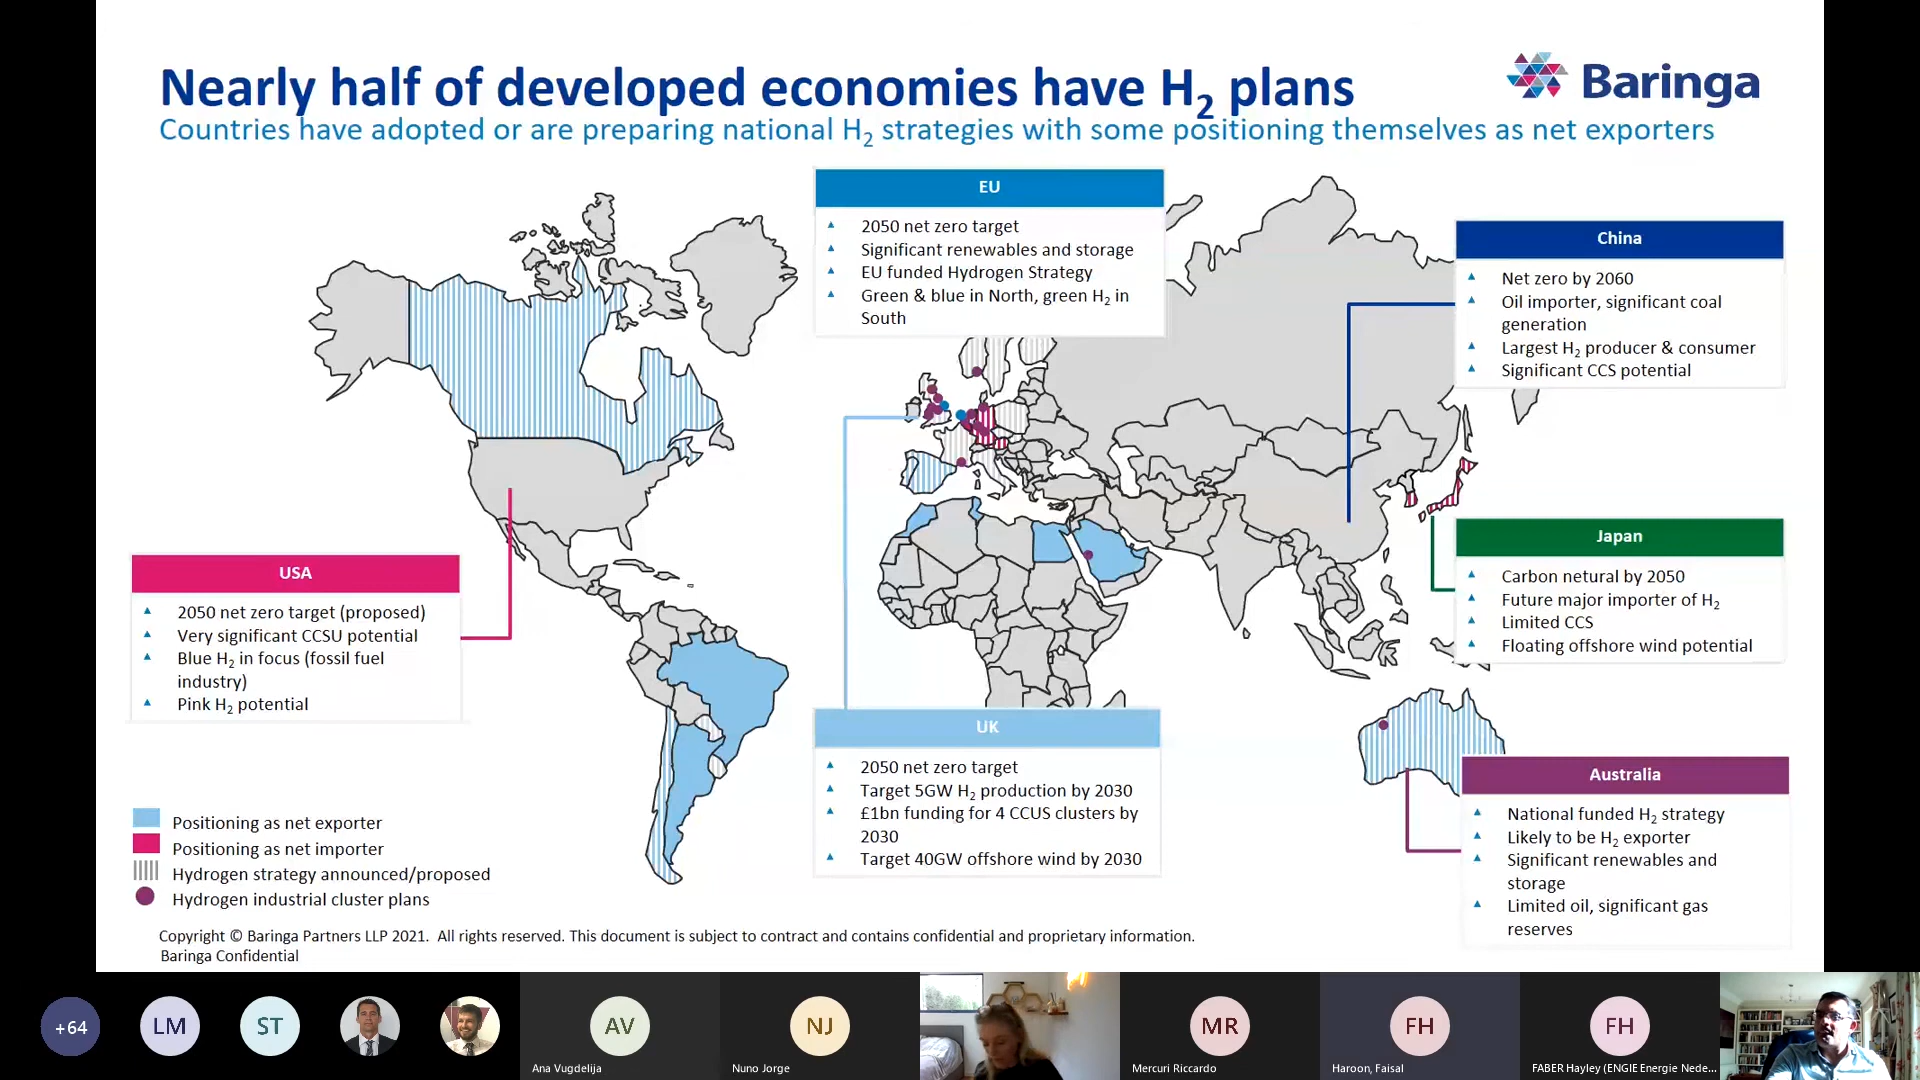 Nearly half of developed economies have H2 plans
Baringa
Countries have adopted or are preparing national H2 strategies with some positioning themselves as net exporters
EU
2050 net zero target
Significant renewables and storage
EU funded Hydrogen Strategy
Green & blue in North, green H2 in
South
China
Net zero by 2060
Oil importer, significant coal
generation
Largest H2 producer & consumer
Significant CCS potential
Japan
Carbon netural by 2050
Future major importer of H2
Limited CCS
Floating offshore wind potential
USA
2050 net zero target (proposed)
Very significant CCSU potential
Blue H2 in focus (fossil fuel
industry)
Pink H2 potential
UK
2050 net zero target
Target 5GW H2 production by 2030
£1bn funding for 4 CCUS clusters by
2030
Target 40GW offshore wind by 2030
Australia
National funded H2 strategy
Likely to be H2 exporter
Significant renewables and
storage
Limited oil, significant gas
reserves
Positioning as net exporter
Positioning as net importer
Hydrogen strategy announced/proposed
Hydrogen industrial cluster plans
Copyright © Baringa Partners LLP 2021. All rights reserved. This document is subject to contract and contains confidential and proprietary information.
Baringa Confidential
+64
LM
ST
AV
NJ
MR
FH
FH
Ana Vugdelija
Nuno Jorge
Mercuri Riccardo
Haroon, Faisal
FABER Hayley (ENGIE Energie Nede...